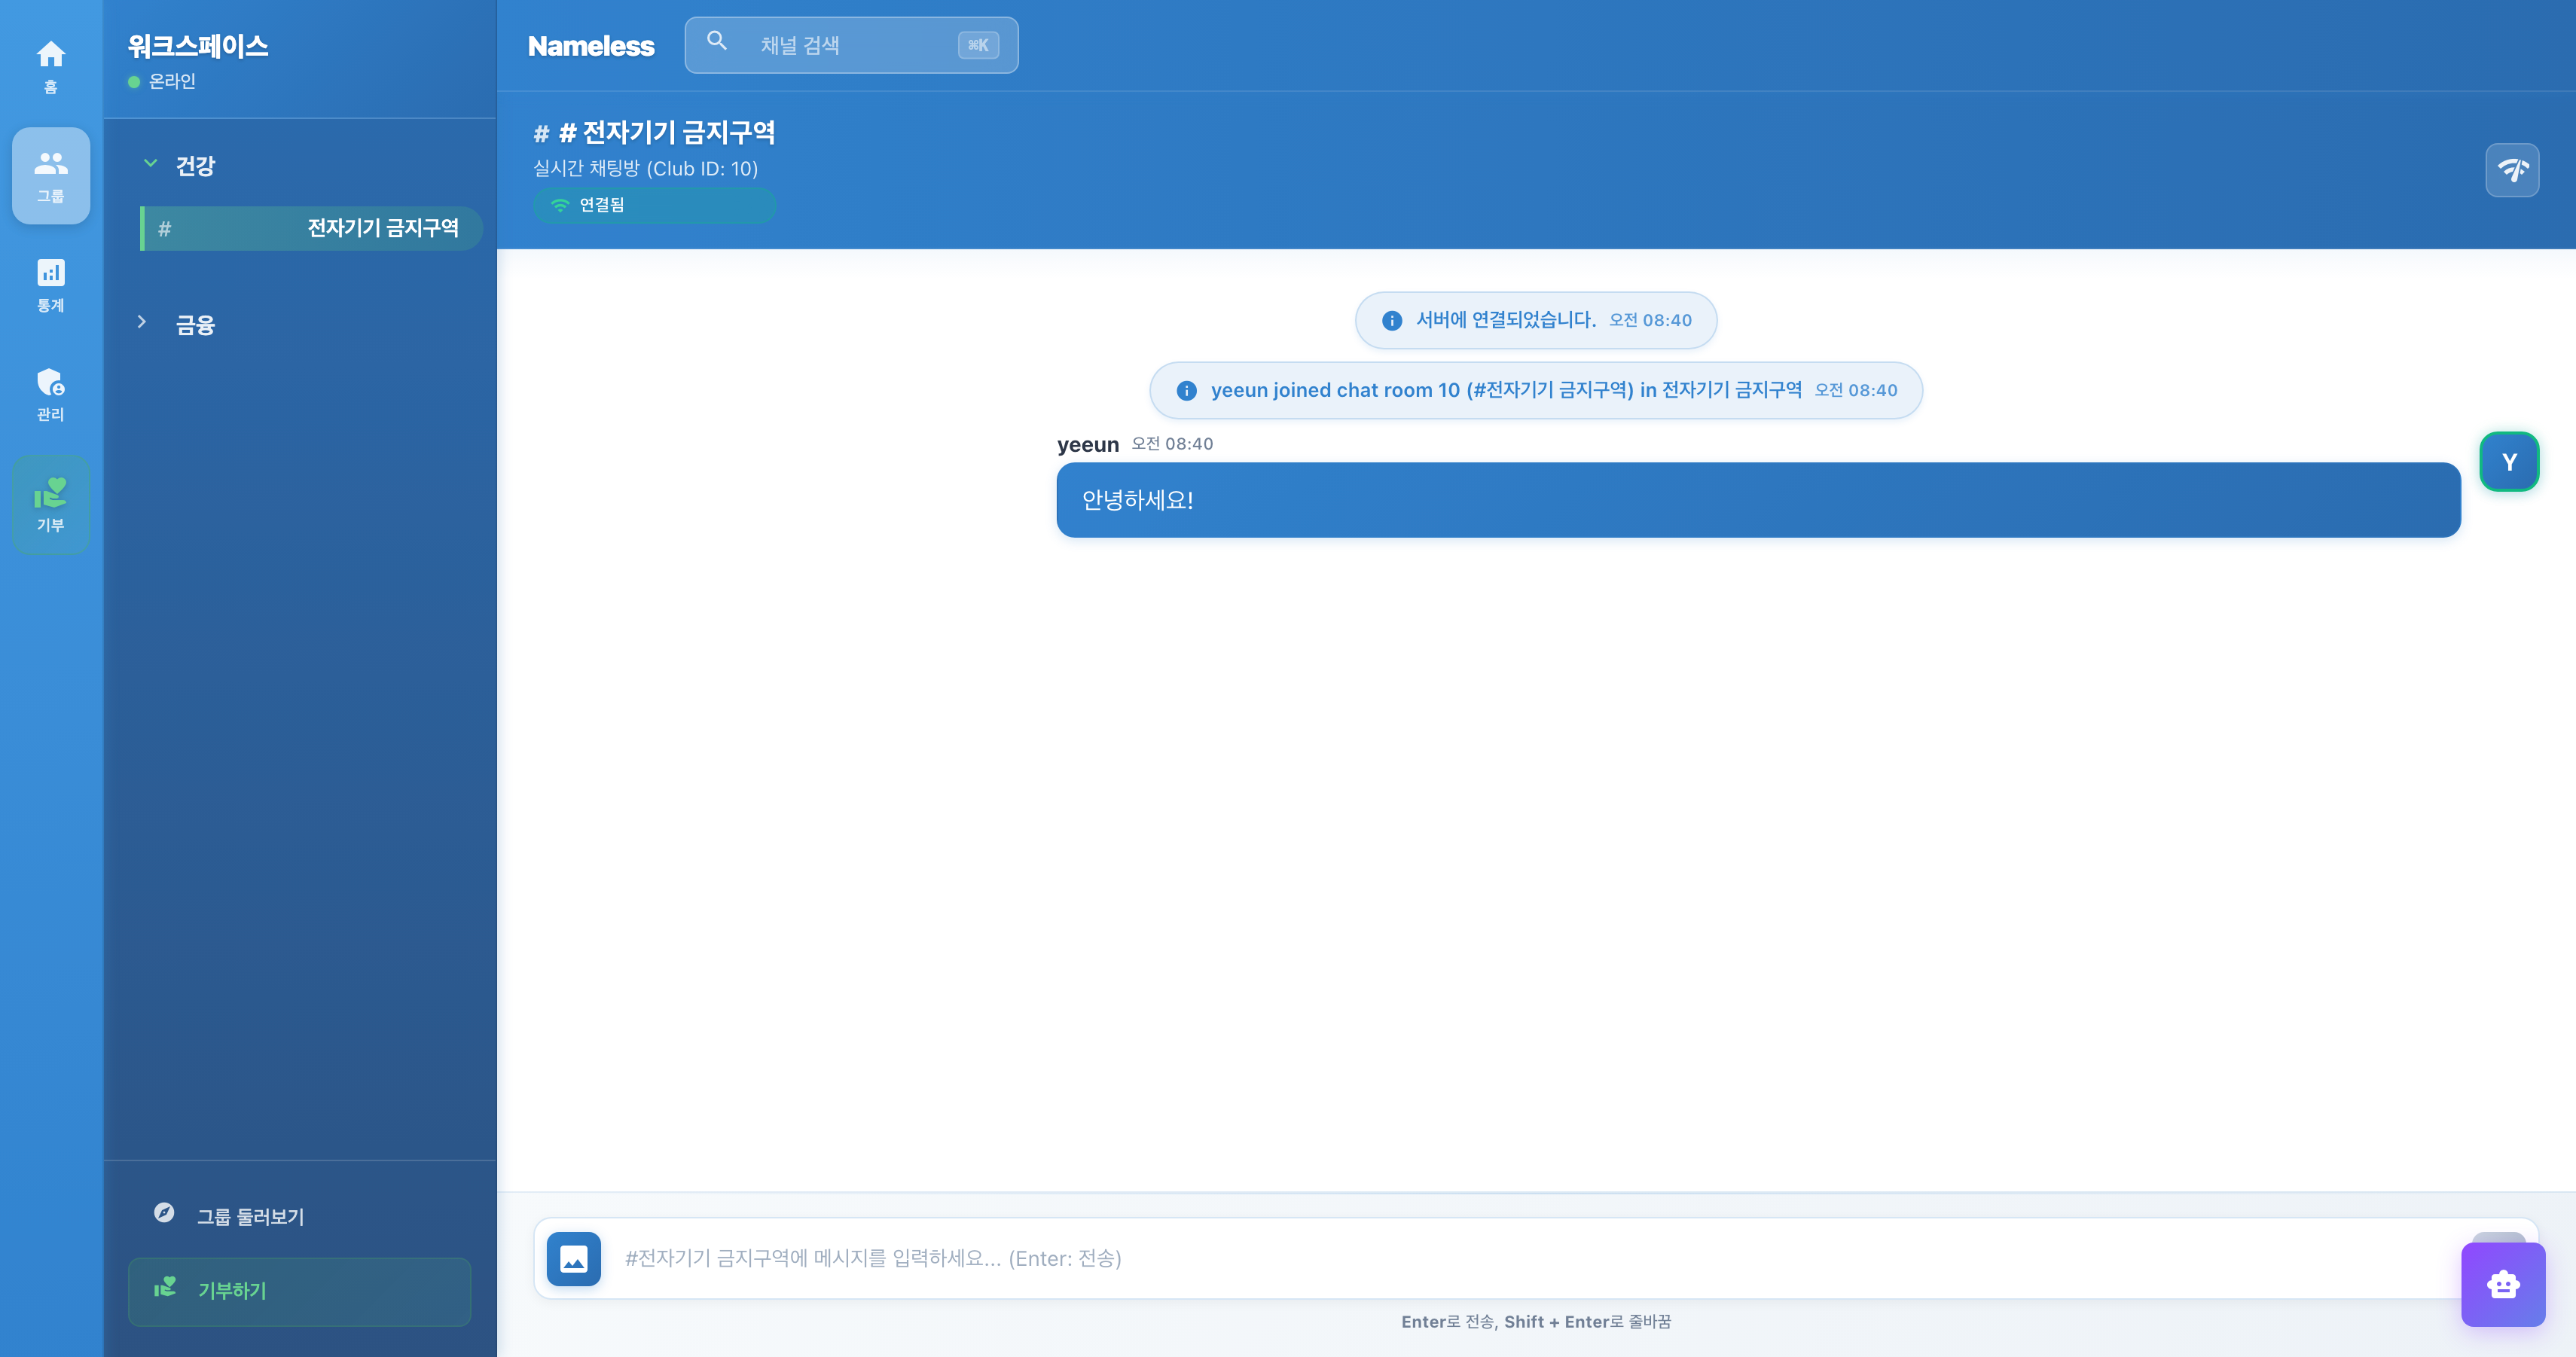 홈
그룹
통계
관리
기부
워크스페이스
온라인
건강
# 전자기기 금지구역
금융
그룹 둘러보기
기부하기
Nameless
채널 검색 ⌘K
# # 전자기기 금지구역
실시간 채팅방 (Club ID: 10)
연결됨
서버에 연결되었습니다. 오전 08:40
yeeun joined chat room 10 (#전자기기 금지구역) in 전자기기 금지구역 오전 08:40
yeeun 오전 08:40
안녕하세요!
Y
#전자기기 금지구역에 메시지를 입력하세요... (Enter: 전송)
Enter로 전송, Shift + Enter로 줄바꿈